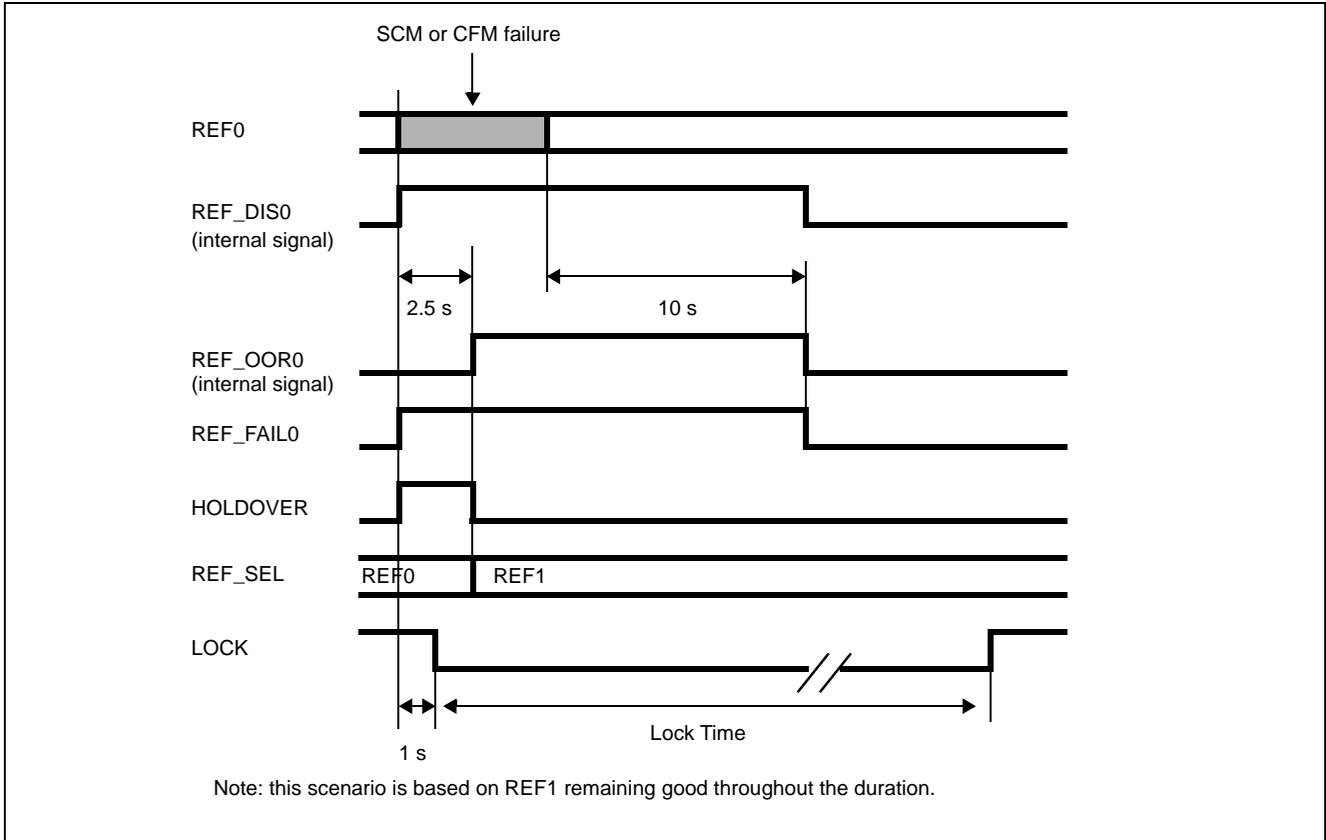 SCM or CFM failure
REF0
REF_DIS0
(internal signal)
2.5 s
10 s
REF_OOR0
(internal signal)
REF_FAIL0
HOLDOVER
REF_SEL
REF0
REF1
LOCK
Lock Time
1 s
Note: this scenario is based on REF1 remaining good throughout the duration.